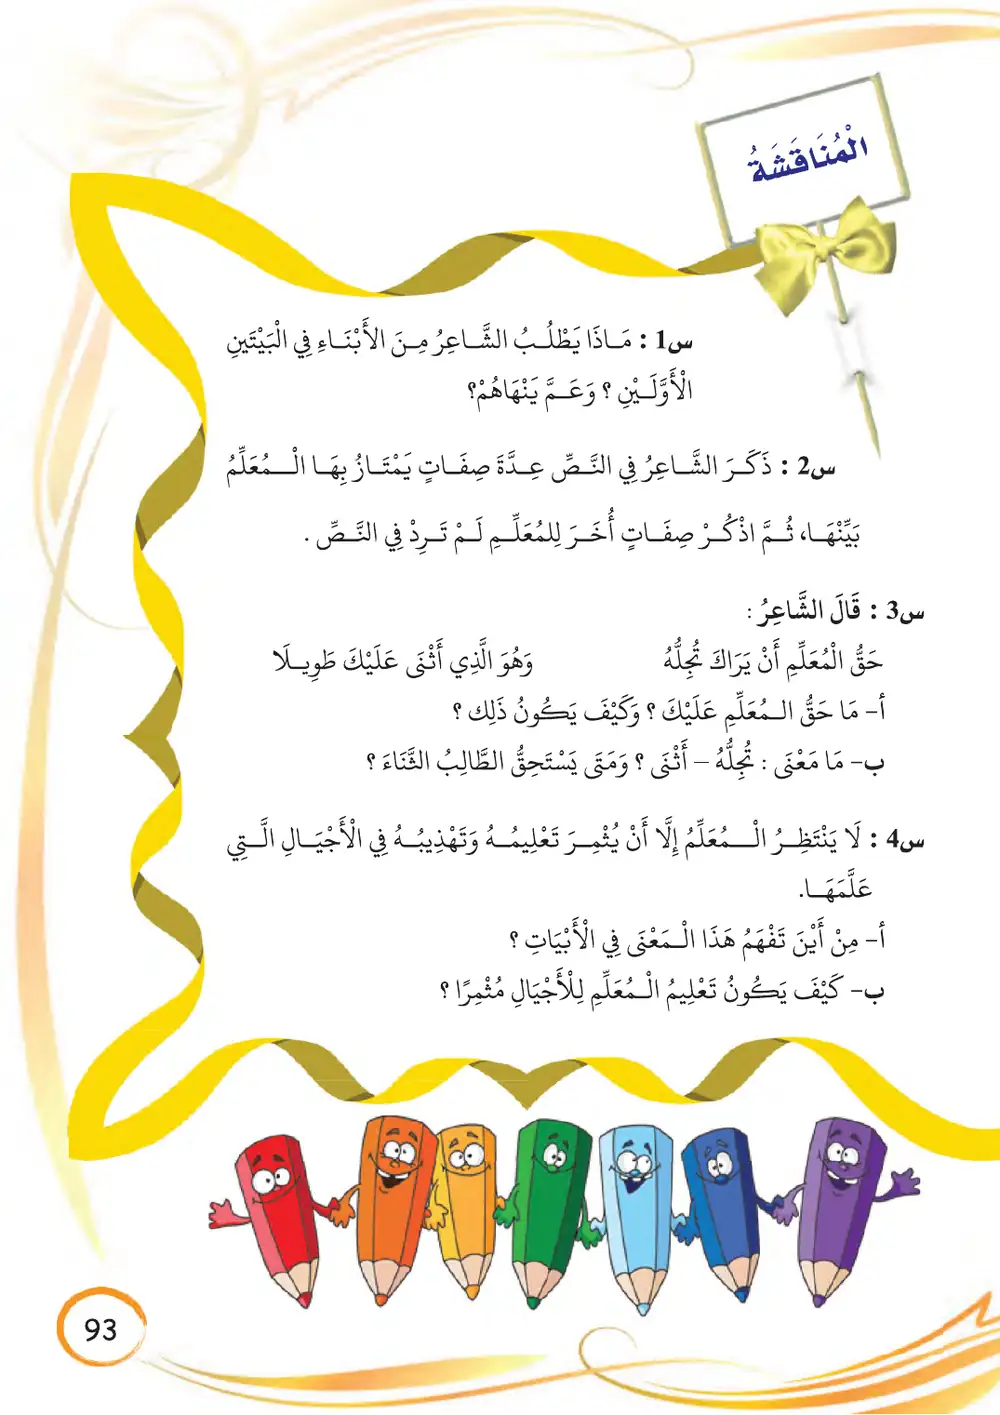 الْمُنَاقَشَةُ
س1 : مَـاذَا يَطْلُـبُ الشَّـاعِرُ مِـنَ الأَبْنَـاءِ فِي الْبَيْتَينِ
الْأَوَّلَـيْنِ ؟ وَعَـمَّ يَنْهَاهُمْ؟
س2 : ذَكَـرَ الشَّـاعِرُ فِي النَّـصِّ عِـدَّةَ صِفَـاتٍ يَمْتَـازُ بِهَـا الْـمُعَلِّمُ
بَيِّنْهَـا، ثُـمَّ اذْكُـرْ صِفَـاتٍ أُخَـرَ لِلمُعَلِّـمِ لَـمْ تَـرِدْ فِي النَّـصِّ .
س3 : قَالَ الشَّاعِرُ :
حَقُّ الْمُعَلِّمِ أَنْ يَرَاكَ تُجِلُّهُ وَهُوَ الَّذِي أَثْنَى عَلَيْكَ طَوِيـلَا
أ- مَا حَقُّ الـمُعَلِّمِ عَلَيْكَ ؟ وَكَيْفَ يَكُونُ ذَلِك ؟
ب- مَا مَعْنَى : تُجِلُّهُ – أَثْنَى ؟ وَمَتَى يَسْتَحِقُّ الطَّالِبُ الثَّنَاءَ ؟
س4 : لَا يَنْتَظِـرُ الْـمُعَلِّمُ إِلَّا أَنْ يُثْمِرَ تَعْلِيمُـهُ وَتَهْذِيبُـهُ فِي الْأَجْيَـالِ الَّـتِي
عَلَّمَهَـا.
أ- مِنْ أَيْنَ تَفْهَمُ هَذَا الْـمَعْنَى فِي الْأَبْيَاتِ ؟
ب- كَيْفَ يَكُونُ تَعْلِيمُ الْـمُعَلِّمِ لِلْأَجْيَالِ مُثْمِرًا ؟
93